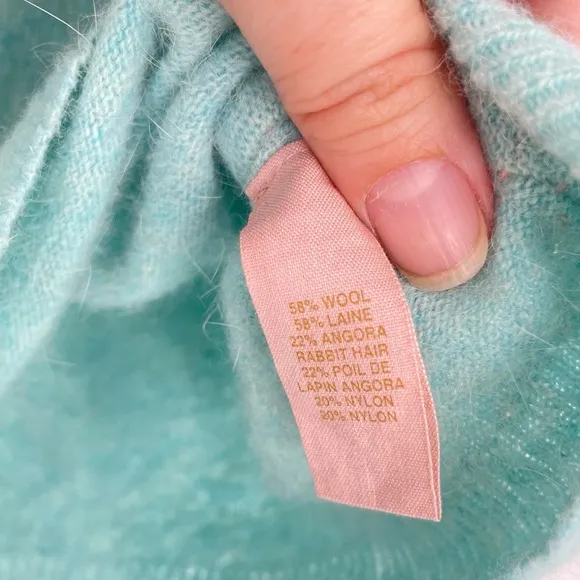 58% WOOL
58% LAINE
22% ANGORA
RABBIT HAIR
22% POIL DE
LAPIN ANGORA
20% NYLON
20% NYLON